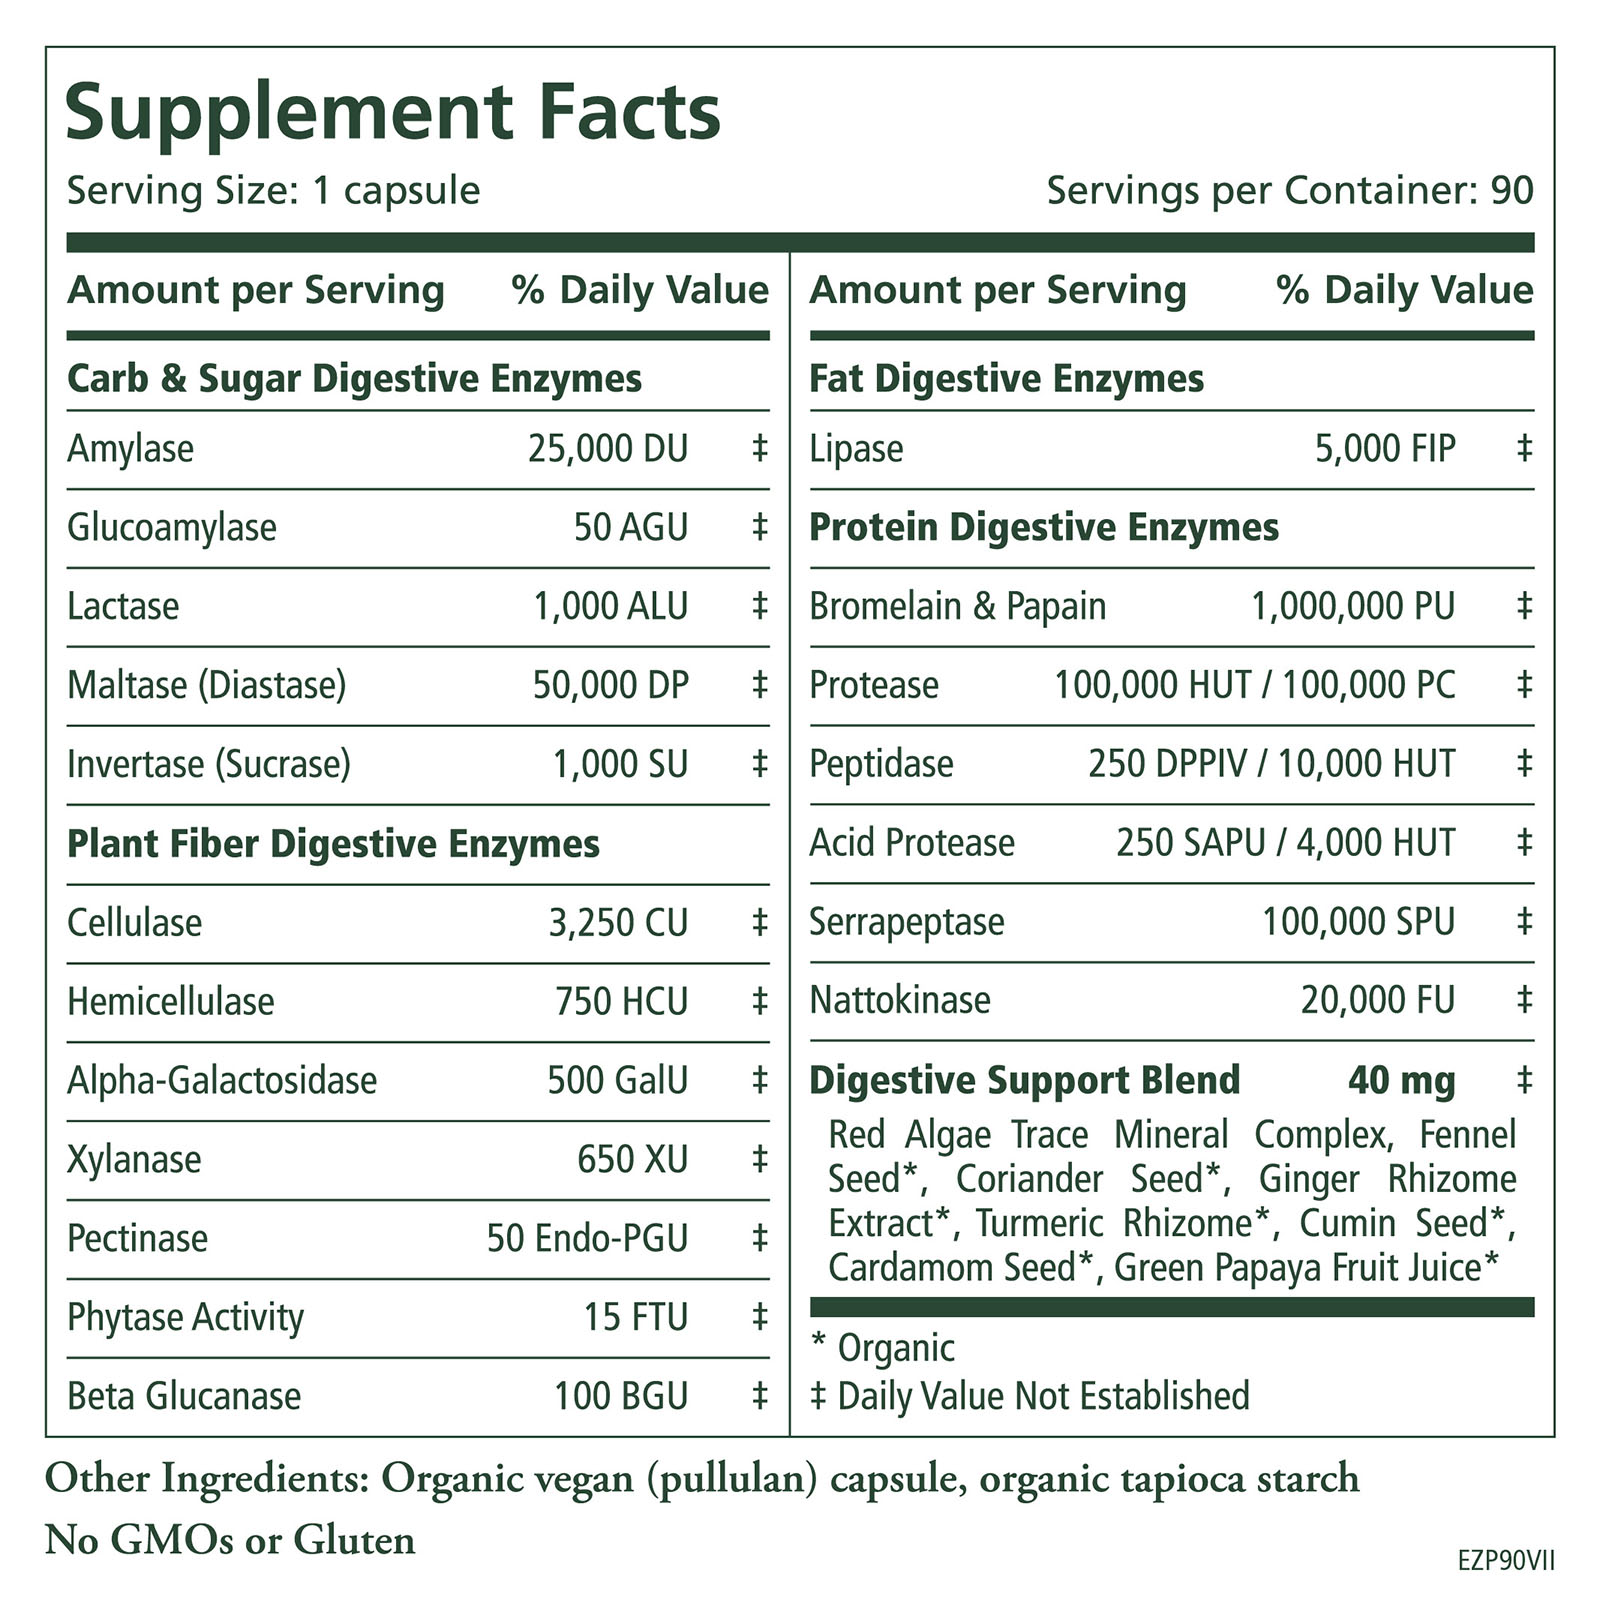 Supplement Facts
Serving Size: 1 capsule
Servings per Container: 90
Amount per Serving % Daily Value
Carb & Sugar Digestive Enzymes
Amylase 25,000 DU ‡
Glucoamylase 50 AGU ‡
Lactase 1,000 ALU ‡
Maltase (Diastase) 50,000 DP ‡
Invertase (Sucrase) 1,000 SU ‡
Plant Fiber Digestive Enzymes
Cellulase 3,250 CU ‡
Hemicellulase 750 HCU ‡
Alpha-Galactosidase 500 GalU ‡
Xylanase 650 XU ‡
Pectinase 50 Endo-PGU ‡
Phytase Activity 15 FTU ‡
Beta Glucanase 100 BGU ‡
Amount per Serving % Daily Value
Fat Digestive Enzymes
Lipase 5,000 FIP ‡
Protein Digestive Enzymes
Bromelain & Papain 1,000,000 PU ‡
Protease 100,000 HUT / 100,000 PC ‡
Peptidase 250 DPPIV / 10,000 HUT ‡
Acid Protease 250 SAPU / 4,000 HUT ‡
Serrapeptase 100,000 SPU ‡
Nattokinase 20,000 FU ‡
Digestive Support Blend 40 mg ‡
Red Algae Trace Mineral Complex, Fennel
Seed*, Coriander Seed*, Ginger Rhizome
Extract*, Turmeric Rhizome*, Cumin Seed*,
Cardamom Seed*, Green Papaya Fruit Juice*
* Organic
‡ Daily Value Not Established
Other Ingredients: Organic vegan (pullulan) capsule, organic tapioca starch
No GMOs or Gluten
EZP90VII